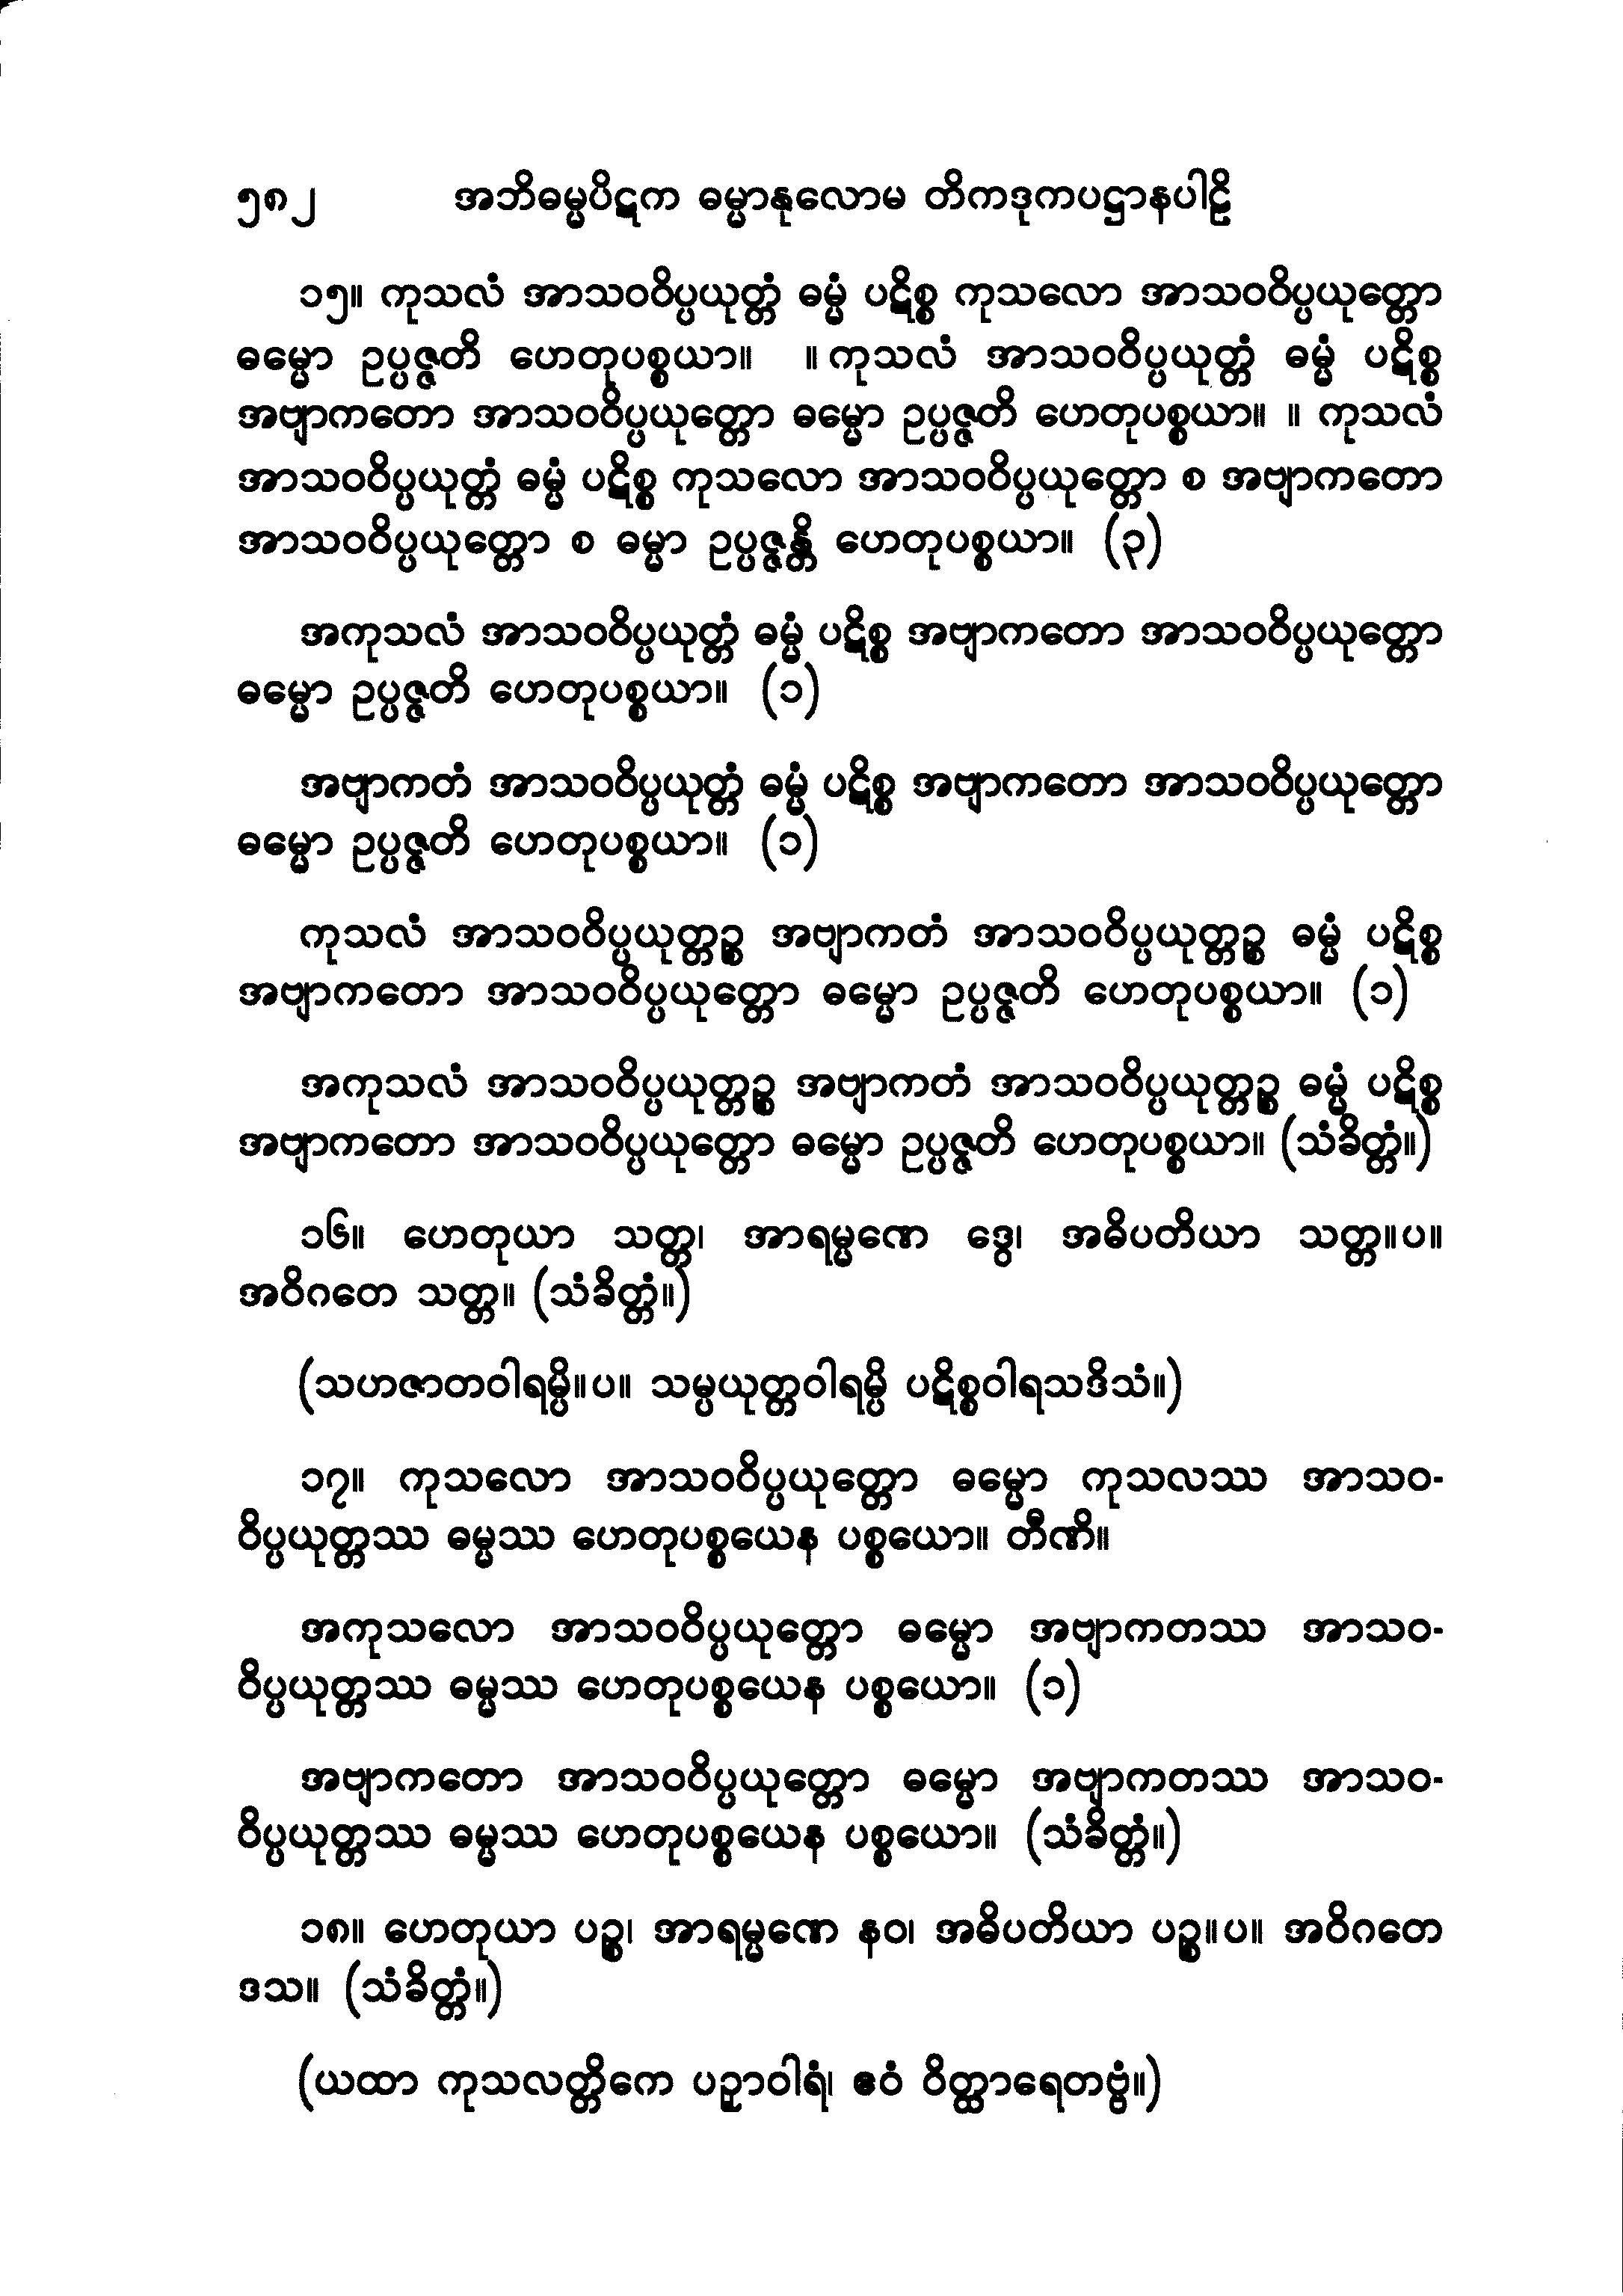 ၅၈၂ အဘိဓမ္မပိဋက ဓမ္မာနုလောမ တိကဒုကပဋ္ဌာနပါဠိ
၁၅။ ကုသလံ အာသဝဝိပ္ပယုတ္တံ ဓမ္မံ ပဋိစ္စ ကုသလော အာသဝဝိပ္ပယုတ္တော
ဓမ္မော ဥပ္ပဇ္ဇတိ ဟေတုပစ္စယာ။ ။ ကုသလံ အာသဝဝိပ္ပယုတ္တံ ဓမ္မံ ပဋိစ္စ
အဗျာကတော အာသဝဝိပ္ပယုတ္တော ဓမ္မော ဥပ္ပဇ္ဇတိ ဟေတုပစ္စယာ။ ။ ကုသလံ
အာသဝဝိပ္ပယုတ္တံ ဓမ္မံ ပဋိစ္စ ကုသလော အာသဝဝိပ္ပယုတ္တော စ အဗျာကတော
အာသဝဝိပ္ပယုတ္တော စ ဓမ္မာ ဥပ္ပဇ္ဇန္တိ ဟေတုပစ္စယာ။ (၃)
အကုသလံ အာသဝဝိပ္ပယုတ္တံ ဓမ္မံ ပဋိစ္စ အဗျာကတော အာသဝဝိပ္ပယုတ္တော
ဓမ္မော ဥပ္ပဇ္ဇတိ ဟေတုပစ္စယာ။ (၁)
အဗျာကတံ အာသဝဝိပ္ပယုတ္တံ ဓမ္မံ ပဋိစ္စ အဗျာကတော အာသဝဝိပ္ပယုတ္တော
ဓမ္မော ဥပ္ပဇ္ဇတိ ဟေတုပစ္စယာ။ (၁)
ကုသလံ အာသဝဝိပ္ပယုတ္တဉ္စ အဗျာကတံ အာသဝဝိပ္ပယုတ္တဉ္စ ဓမ္မံ ပဋိစ္စ
အဗျာကတော အာသဝဝိပ္ပယုတ္တော ဓမ္မော ဥပ္ပဇ္ဇတိ ဟေတုပစ္စယာ။ (၁)
အကုသလံ အာသဝဝိပ္ပယုတ္တဉ္စ အဗျာကတံ အာသဝဝိပ္ပယုတ္တဉ္စ ဓမ္မံ ပဋိစ္စ
အဗျာကတော အာသဝဝိပ္ပယုတ္တော ဓမ္မော ဥပ္ပဇ္ဇတိ ဟေတုပစ္စယာ။ (သံခိတ္တံ။)
၁၆။ ဟေတုယာ သတ္တ၊ အာရမ္မဏေ ဒွေ၊ အဓိပတိယာ သတ္တ။ပ။
အဝိဂတေ သတ္တ။ (သံခိတ္တံ။)
(သဟဇာတဝါရမ္ပိ။ပ။ သမ္ပယုတ္တဝါရမ္ပိ ပဋိစ္စဝါရသဒိသံ။)
၁၇။ ကုသလော အာသဝဝိပ္ပယုတ္တော ဓမ္မော ကုသလဿ အာသဝ-
ဝိပ္ပယုတ္တဿ ဓမ္မဿ ဟေတုပစ္စယေန ပစ္စယော။ တီဏိ။
အကုသလော အာသဝဝိပ္ပယုတ္တော ဓမ္မော အဗျာကတဿ အာသဝ-
ဝိပ္ပယုတ္တဿ ဓမ္မဿ ဟေတုပစ္စယေန ပစ္စယော။ (၁)
အဗျာကတော အာသဝဝိပ္ပယုတ္တော ဓမ္မော အဗျာကတဿ အာသဝ-
ဝိပ္ပယုတ္တဿ ဓမ္မဿ ဟေတုပစ္စယေန ပစ္စယော။ (သံခိတ္တံ။)
၁၈။ ဟေတုယာ ပဉ္စ၊ အာရမ္မဏေ နဝ၊ အဓိပတိယာ ပဉ္စ။ပ။ အဝိဂတေ
ဒသ။ (သံခိတ္တံ။)
(ယထာ ကုသလတ္တိကေ ပဉှာဝါရံ၊ ဧဝံ ဝိတ္ထာရေတဗ္ဗံ။)